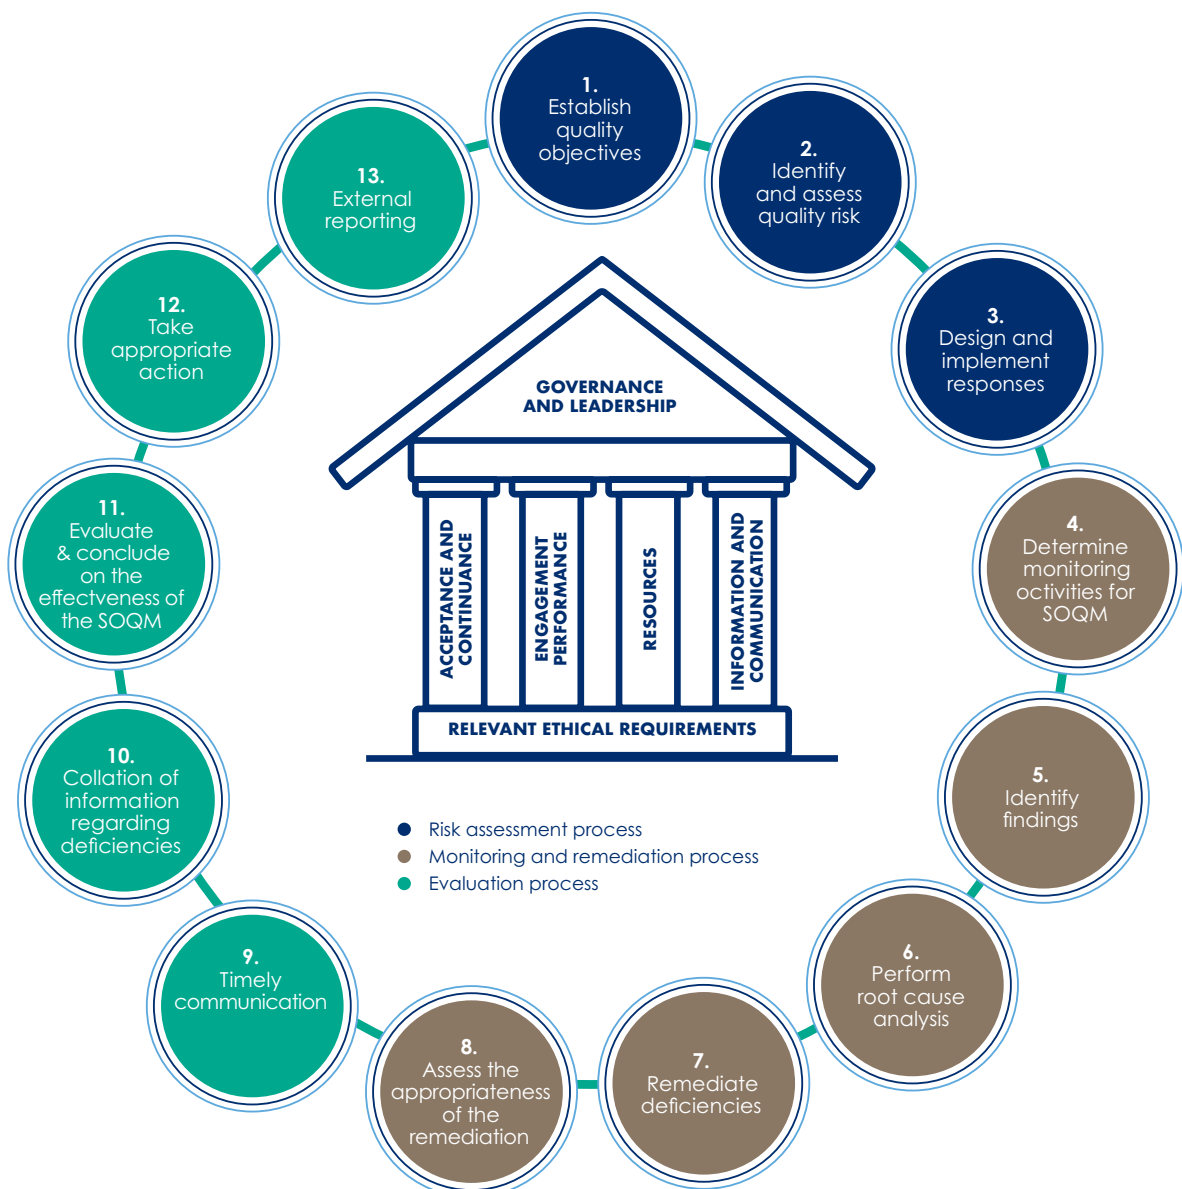 1.
Establish
quality
objectives
2.
Identify
and assess
quality risk
3.
Design and
implement
responses
4.
Determine
monitoring
octivities for
SOQM
5.
Identify
findings
6.
Perform
root cause
analysis
7.
Remediate
deficiencies
8.
Assess the
appropriateness
of the
remediation
9.
Timely
communication
10.
Collation of
information
regarding
deficiencies
11.
Evaluate
& conclude
on the
effectveness of
the SOQM
12.
Take
appropriate
action
13.
External
reporting
GOVERNANCE
AND LEADERSHIP
ACCEPTANCE AND
CONTINUANCE
ENGAGEMENT
PERFORMANCE
RESOURCES
INFORMATION AND
COMMUNICATION
RELEVANT ETHICAL REQUIREMENTS
Risk assessment process
Monitoring and remediation process
Evaluation process